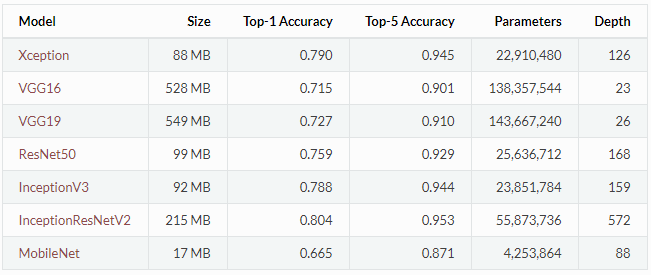 Model Size Top-1 Accuracy Top-5 Accuracy Parameters Depth
Xception 88 MB 0.790 0.945 22,910,480 126
VGG16 528 MB 0.715 0.901 138,357,544 23
VGG19 549 MB 0.727 0.910 143,667,240 26
ResNet50 99 MB 0.759 0.929 25,636,712 168
InceptionV3 92 MB 0.788 0.944 23,851,784 159
InceptionResNetV2 215 MB 0.804 0.953 55,873,736 572
MobileNet 17 MB 0.665 0.871 4,253,864 88